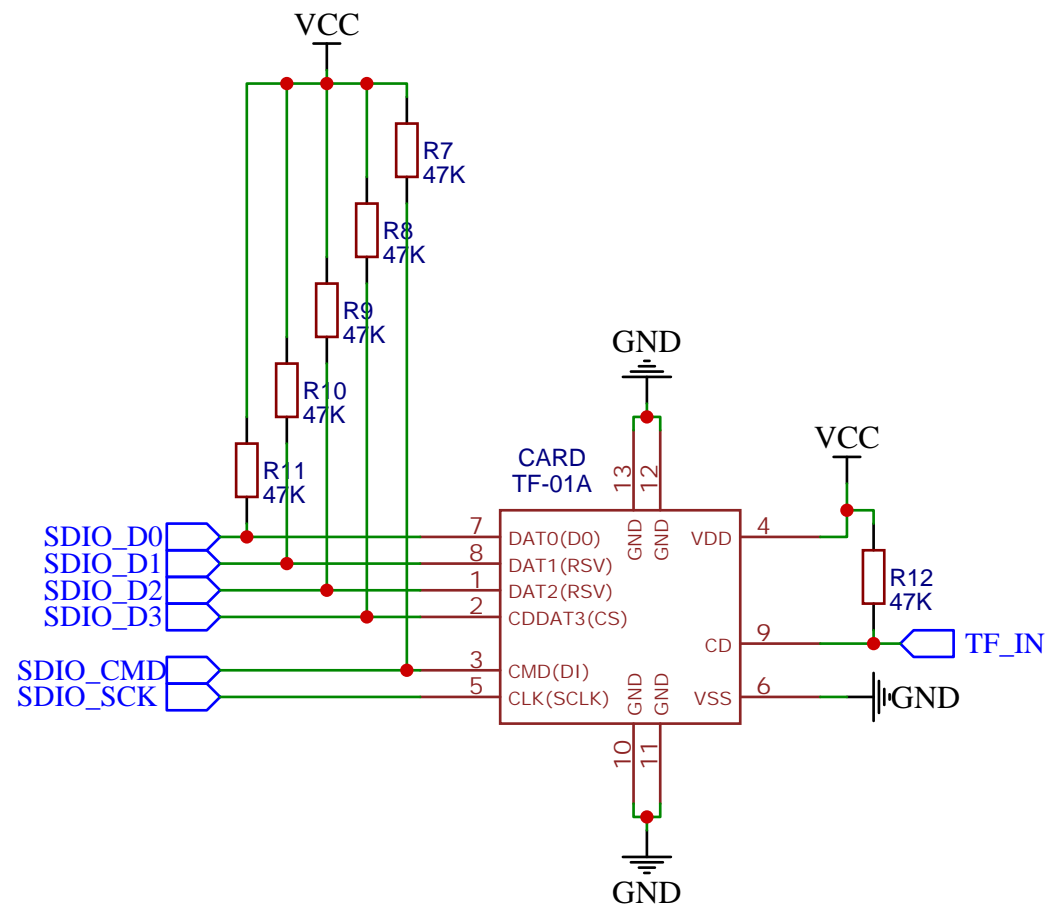 VCC
R7
47K
R8
47K
R9
47K
R10
47K
R11
47K
GND
VCC
CARD
TF-01A
13
12
GND
GND
SDIO_D0
7
DAT0(D0)
VDD
4
SDIO_D1
8
DAT1(RSV)
R12
47K
SDIO_D2
1
DAT2(RSV)
SDIO_D3
2
CDDAT3(CS)
CD
9
TF_IN
SDIO_CMD
3
CMD(DI)
SDIO_SCK
5
CLK(SCLK)
GND
GND
VSS
6
GND
10
11
GND